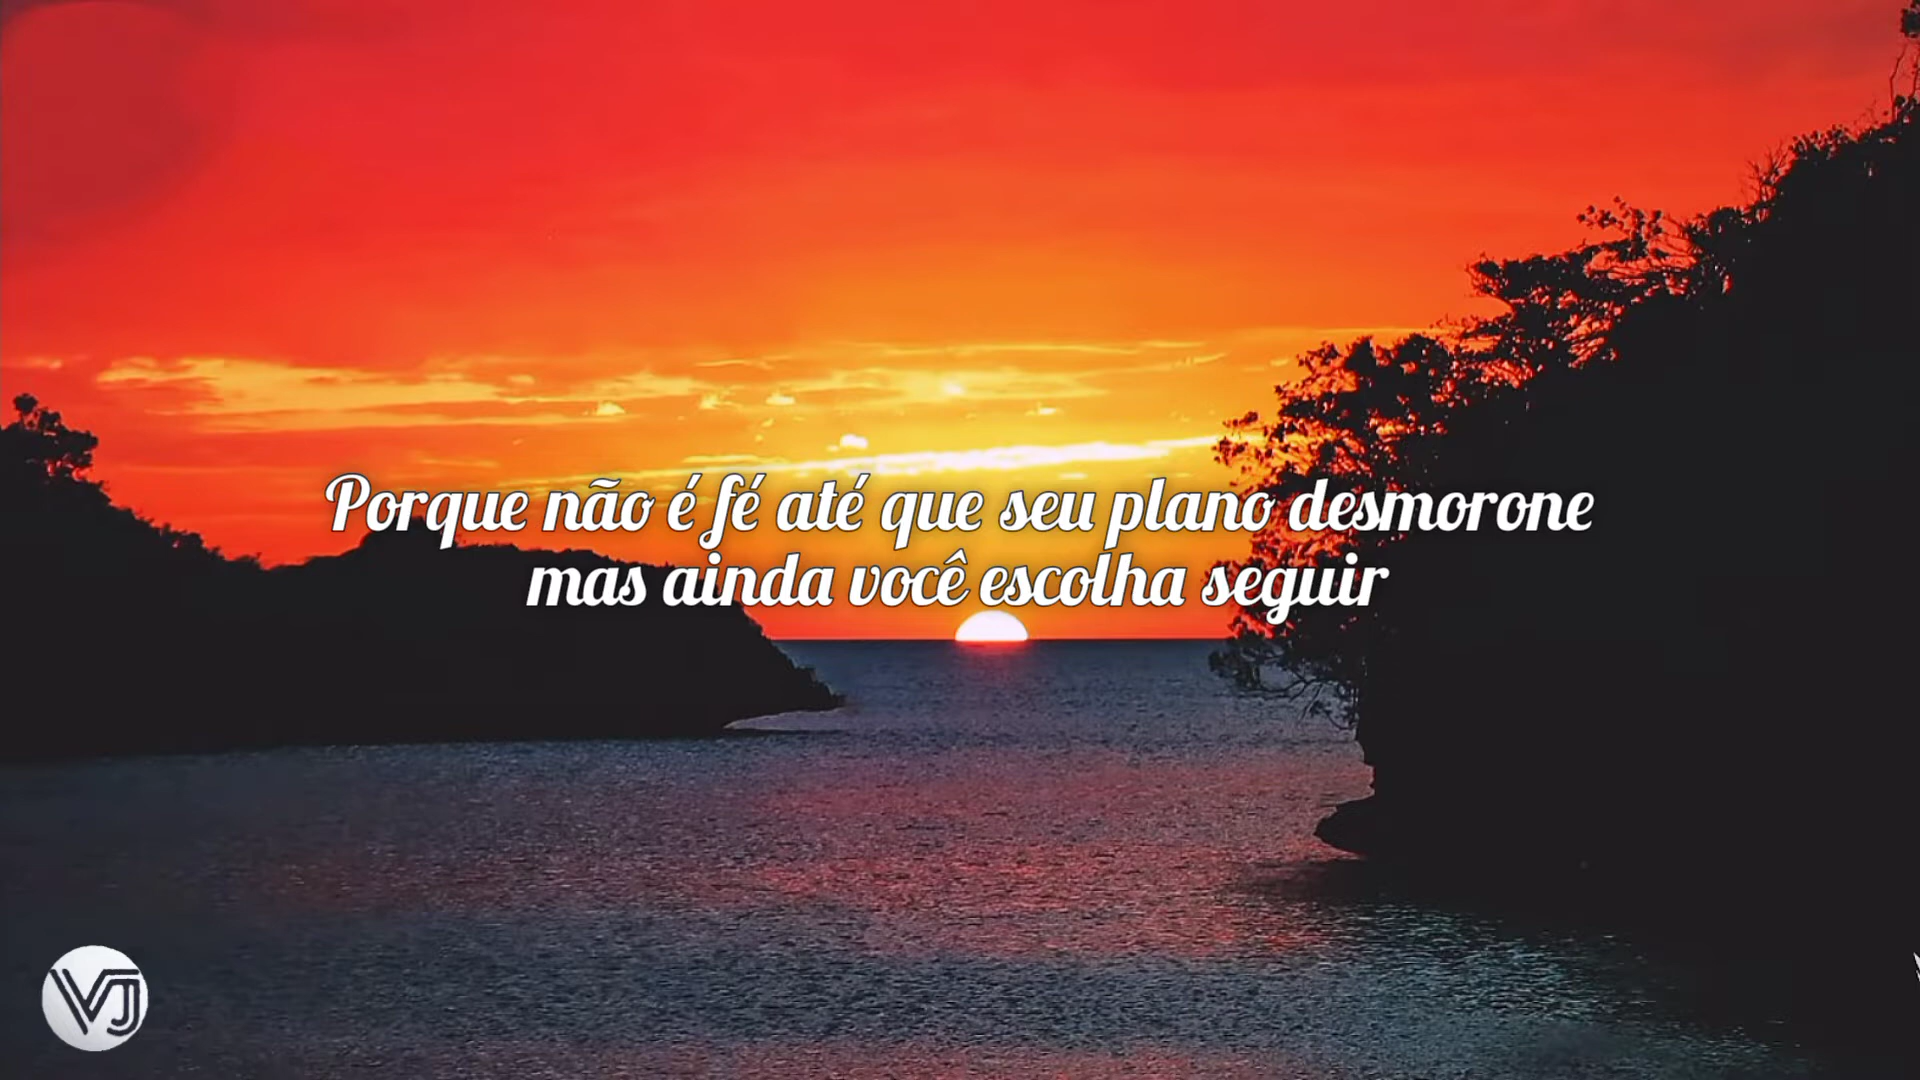 Porque não é fé até que seu plano desmorone
mas ainda você escolha seguir
VJ